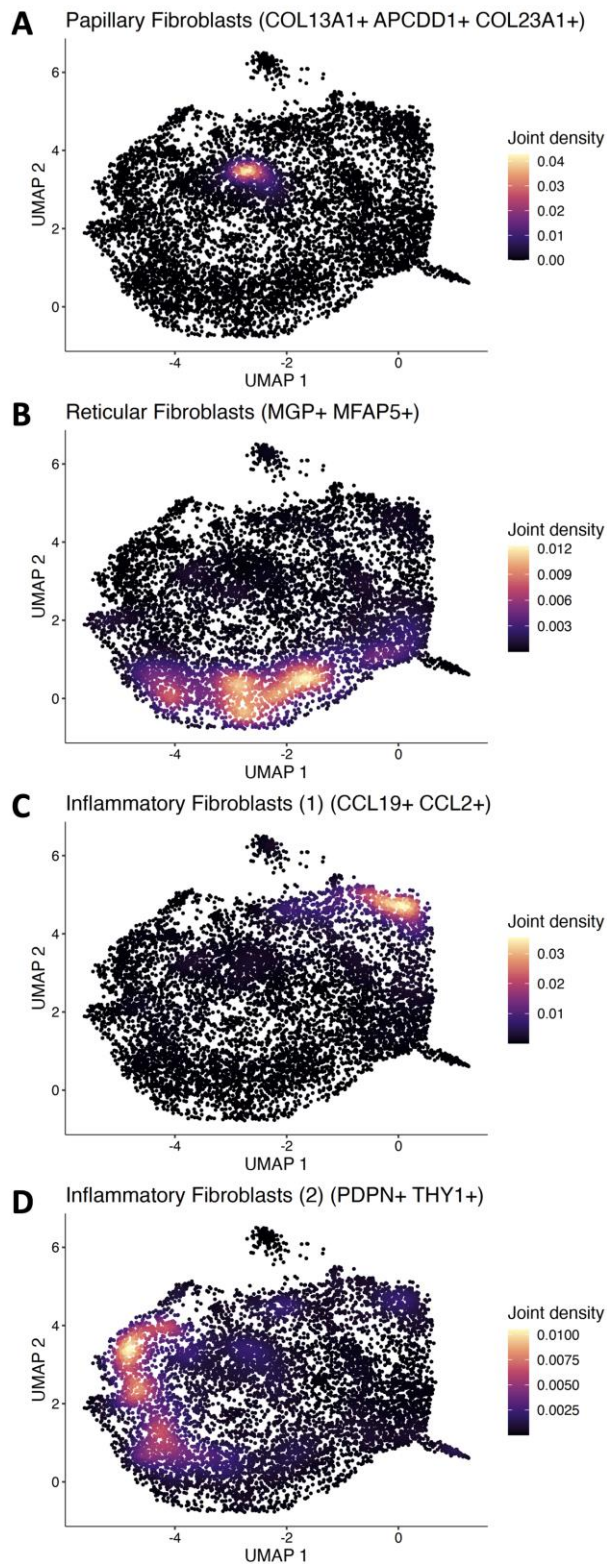 A Papillary Fibroblasts (COL13A1+ APCDD1+ COL23A1+)
UMAP 2
6
4
2
0
-4 -2 0
UMAP 1
Joint density
0.04
0.03
0.02
0.01
0.00
B Reticular Fibroblasts (MGP+ MFAP5+)
UMAP 2
6
4
2
0
-4 -2 0
UMAP 1
Joint density
0.012
0.009
0.006
0.003
C Inflammatory Fibroblasts (1) (CCL19+ CCL2+)
UMAP 2
6
4
2
0
-4 -2 0
UMAP 1
Joint density
0.03
0.02
0.01
D Inflammatory Fibroblasts (2) (PDPN+ THY1+)
UMAP 2
6
4
2
0
-4 -2 0
UMAP 1
Joint density
0.0100
0.0075
0.0050
0.0025